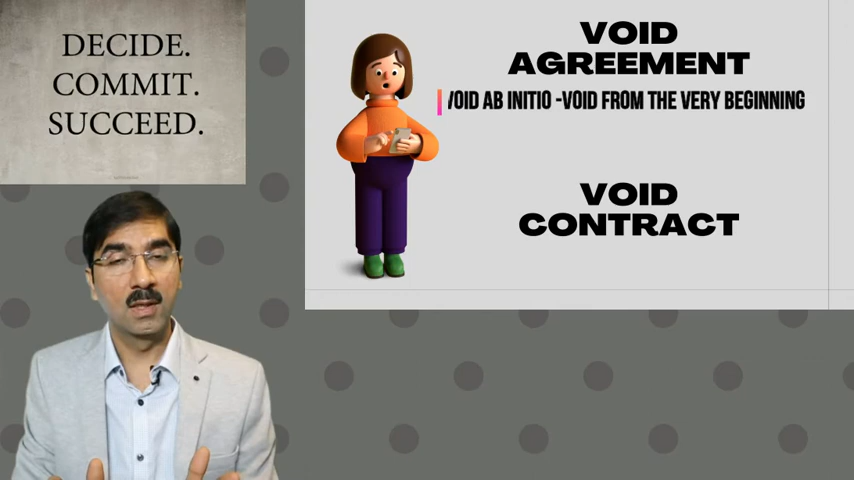 DECIDE.
COMMIT.
SUCCEED.
VOID
AGREEMENT
/OID AB INITIO -VOID FROM THE VERY BEGINNING
VOID
CONTRACT